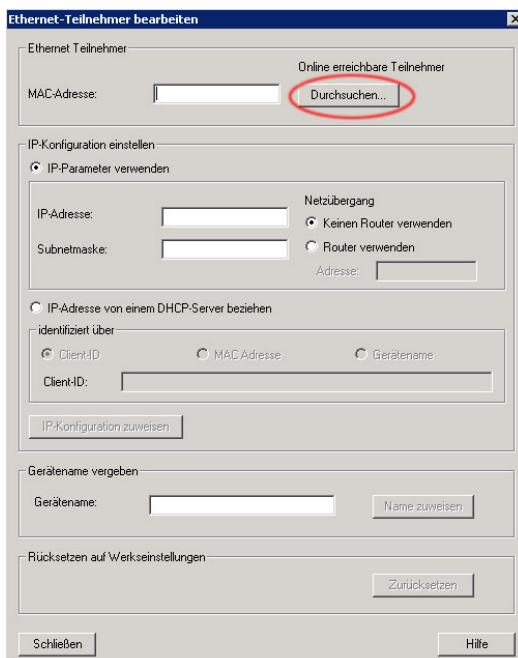 Ethernet-Teilnehmer bearbeiten
Ethernet Teilnehmer
Online erreichbare Teilnehmer
MAC-Adresse:
Durchsuchen...
IP-Konfiguration einstellen
IP-Parameter verwenden
IP-Adresse:
Netzübergang
Keinen Router verwenden
Subnetmaske:
Router verwenden
Adresse:
IP-Adresse von einem DHCP-Server beziehen
identifiziert über
Client-ID
MAC Adresse
Gerätename
Client-ID:
IP-Konfiguration zuweisen
Gerätename vergeben
Gerätename:
Name zuweisen
Rücksetzen auf Werkseinstellungen
Zurücksetzen
Schließen
Hilfe